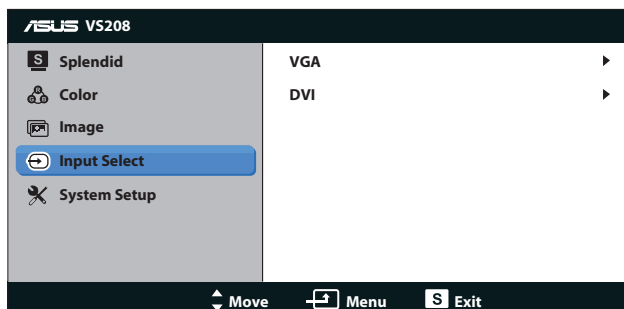 ASUS VS208
S Splendid
Color
Image
Input Select
System Setup
VGA
DVI
Move Menu S Exit